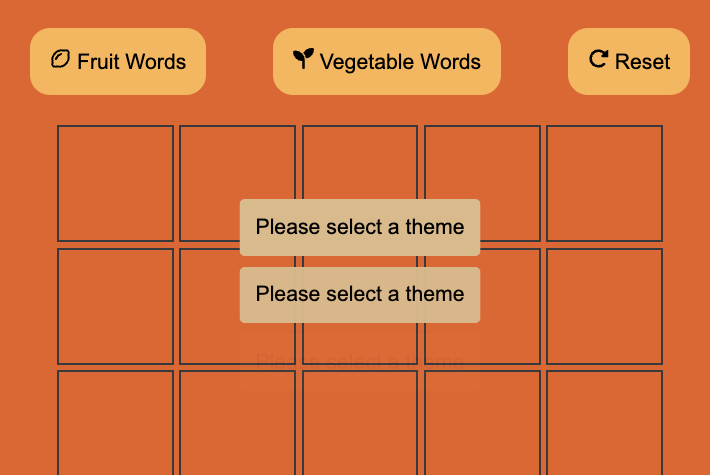 Fruit Words
Vegetable Words
Reset
Please select a theme
Please select a theme
Please select a theme